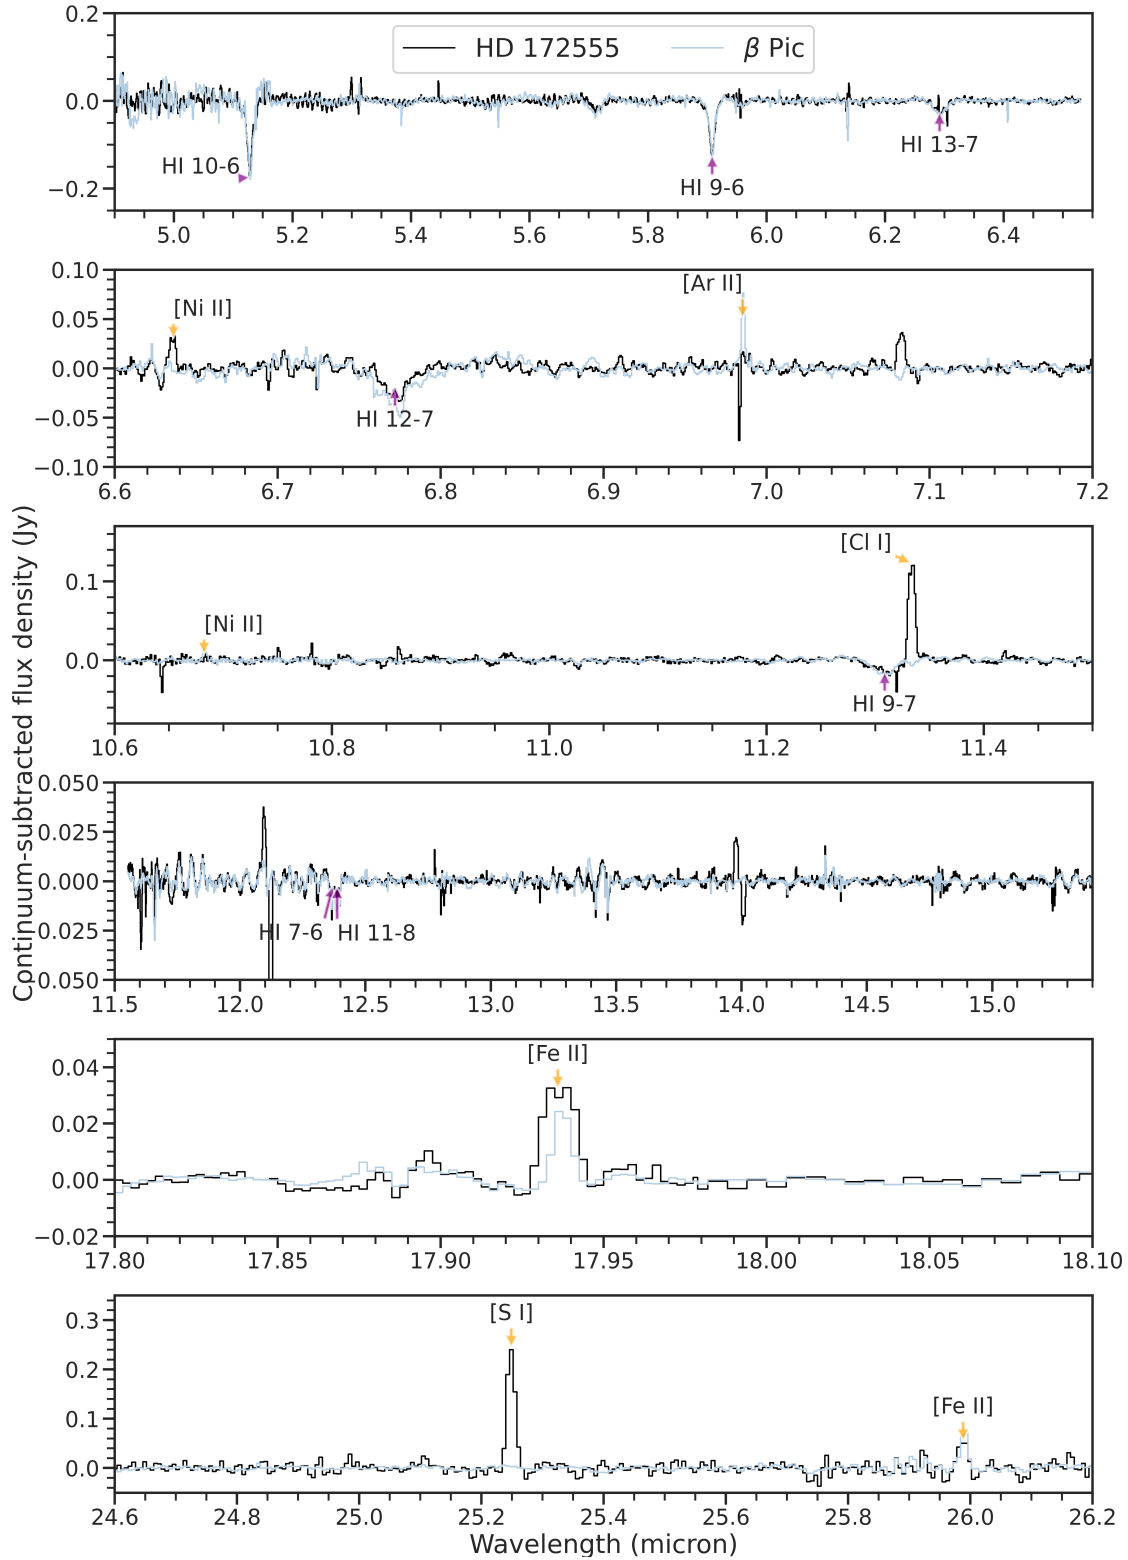 HD 172555 β Pic
0.2
0.0
−0.2
HI 10-6
HI 9-6
HI 13-7
5.0 5.2 5.4 5.6 5.8 6.0 6.2 6.4
0.10
0.05
0.00
−0.05
−0.10
[Ni II]
[Ar II]
HI 12-7
6.6 6.7 6.8 6.9 7.0 7.1 7.2
0.1
0.0
[Ni II]
[Cl I]
HI 9-7
10.6 10.8 11.0 11.2 11.4
Continuum-subtracted flux density (Jy)
0.050
0.025
0.000
0.025
0.050
HI 7-6 HI 11-8
11.5 12.0 12.5 13.0 13.5 14.0 14.5 15.0
0.04
0.02
0.00
−0.02
[Fe II]
17.80 17.85 17.90 17.95 18.00 18.05 18.10
0.3
0.2
0.1
0.0
[S I]
[Fe II]
24.6 24.8 25.0 25.2 25.4 25.6 25.8 26.0 26.2
Wavelength (micron)